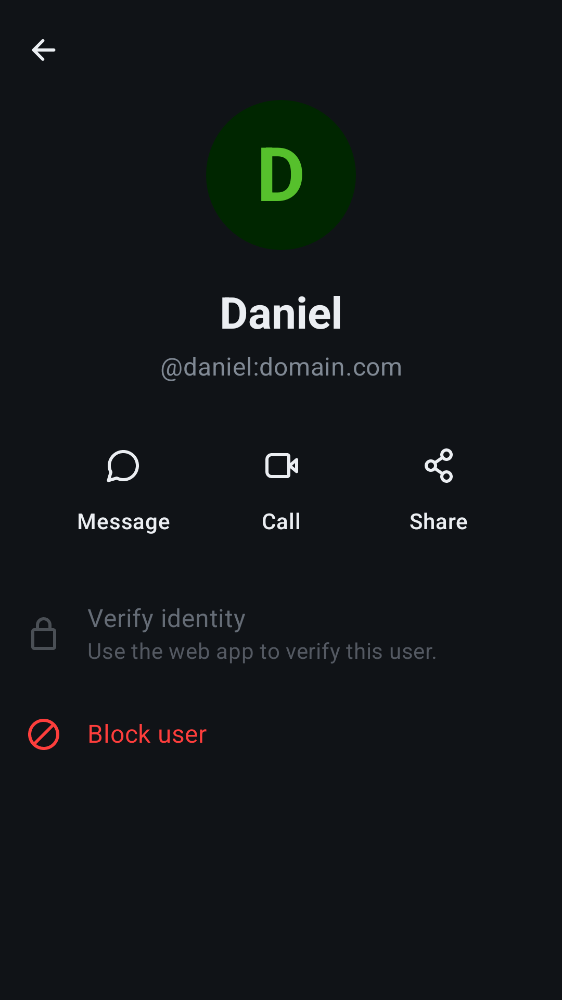 D
Daniel
@daniel:domain.com
Message
Call
Share
Verify identity
Use the web app to verify this user.
Block user